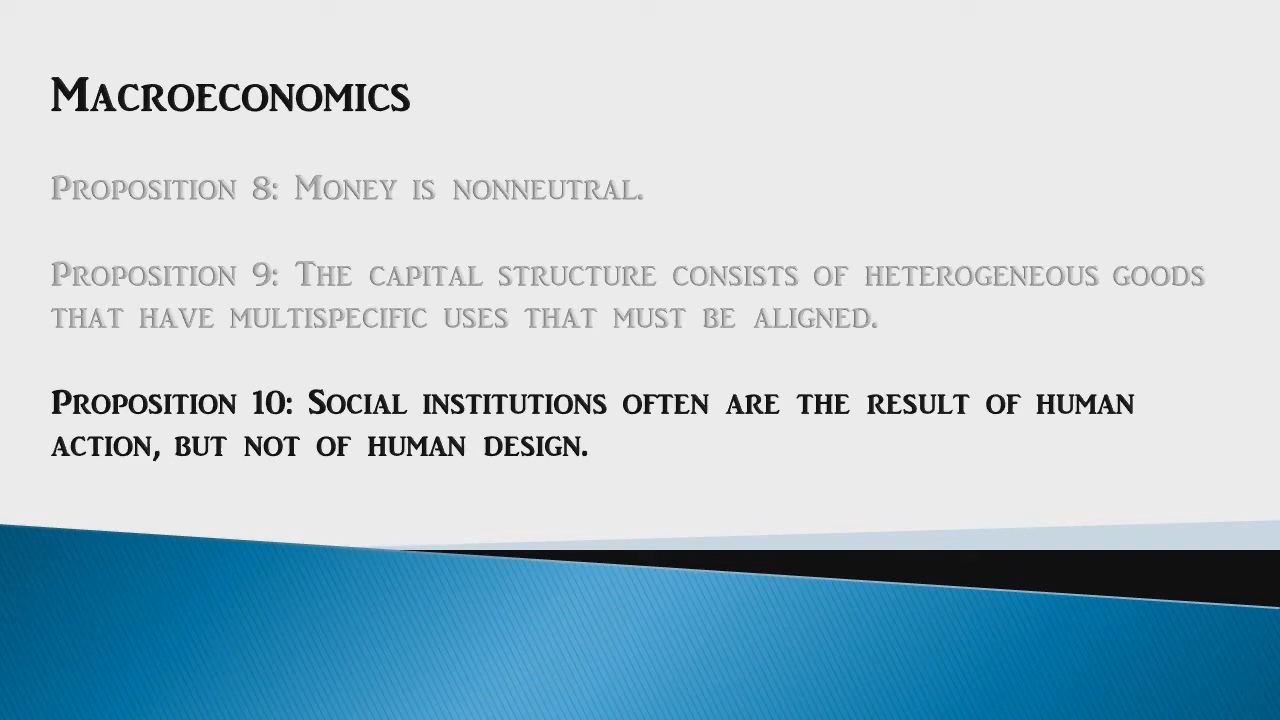 Macroeconomics
Proposition 8: Money is nonneutral.
Proposition 9: The capital structure consists of heterogeneous goods
that have multispecific uses that must be aligned.
Proposition 10: Social institutions often are the result of human
action, but not of human design.